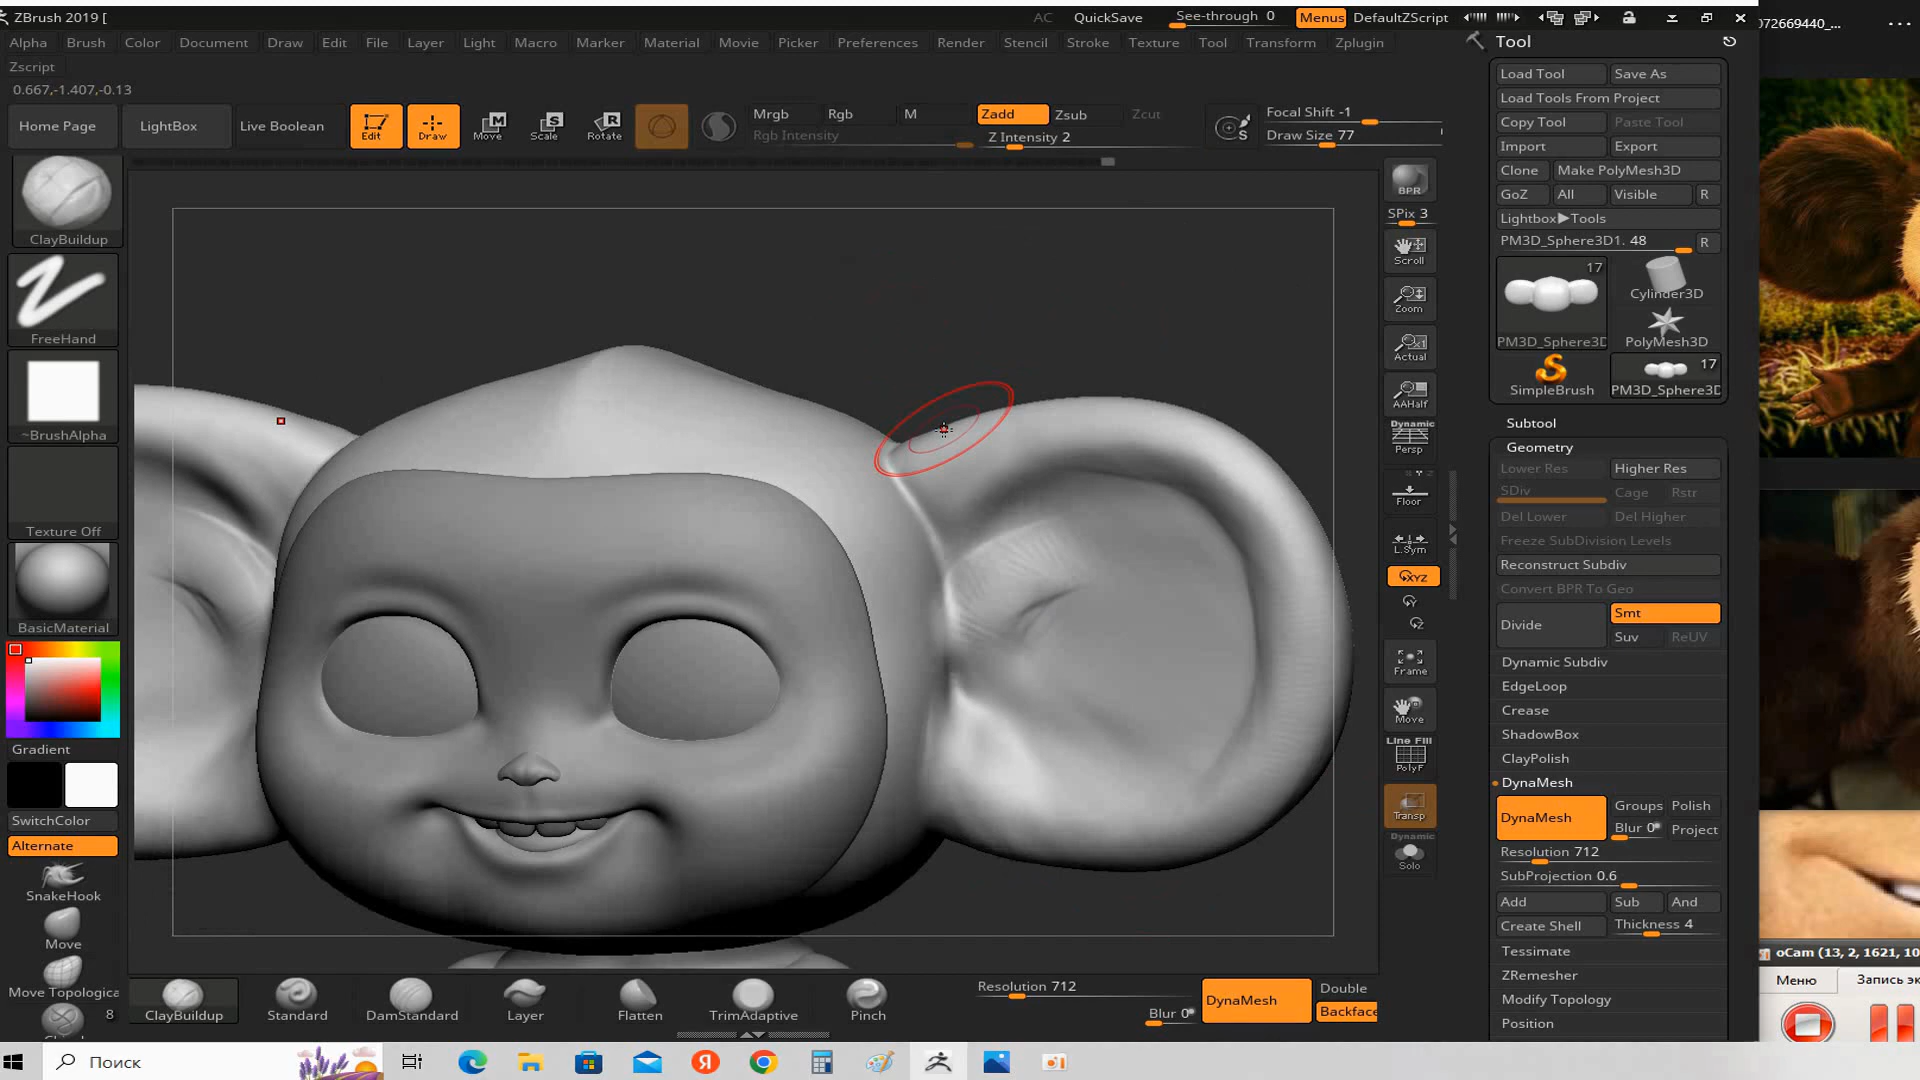 ZBrush 2019 [
AC
QuickSave
See-through 0
Menus
DefaultZScript
072669440_...
Alpha Brush Color Document Draw Edit File Layer Light Macro Marker Material Movie Picker Preferences Render Stencil Stroke Texture Tool Transform Zplugin
Zscript
0.667,-1.407,-0.13
Home Page
LightBox
Live Boolean
Edit
Draw
Move
Scale
Rotate
Mrgb Rgb M
Rgb Intensity
Zadd Zsub Zcut
Z Intensity 2
Focal Shift -1
Draw Size 77
ClayBuildup
FreeHand
~BrushAlpha
Texture Off
BasicMaterial
Gradient
SwitchColor
Alternate
SnakeHook
Move
Move Topologica
8
BPR
SPix 3
Scroll
Zoom
Actual
AAHalf
Dynamic
Persp
Floor
L.Sym
XYZ
Frame
Move
Line Fill
PolyF
Transp
Dynamic
Solo
Tool
Load Tool Save As
Load Tools From Project
Copy Tool Paste Tool
Import Export
Clone Make PolyMesh3D
GoZ All Visible R
Lightbox▶Tools
PM3D_Sphere3D1. 48 R
17
PM3D_Sphere3D
Cylinder3D
PolyMesh3D
SimpleBrush
17
PM3D_Sphere3D
Subtool
Geometry
Lower Res Higher Res
SDiv Cage Rstr
Del Lower Del Higher
Freeze SubDivision Levels
Reconstruct Subdiv
Convert BPR To Geo
Divide
Smt
Suv ReUV
Dynamic Subdiv
EdgeLoop
Crease
ShadowBox
ClayPolish
DynaMesh
DynaMesh
Groups Polish
Blur 0 Project
Resolution 712
SubProjection 0.6
Add Sub And
Create Shell Thickness 4
Tessimate
ZRemesher
Modify Topology
Position
ClayBuildup
Standard
DamStandard
Layer
Flatten
TrimAdaptive
Pinch
Resolution 712
Blur 0
DynaMesh
Double
Backface
oCam (13, 2, 1621, 10
Меню
Запись эк
Поиск